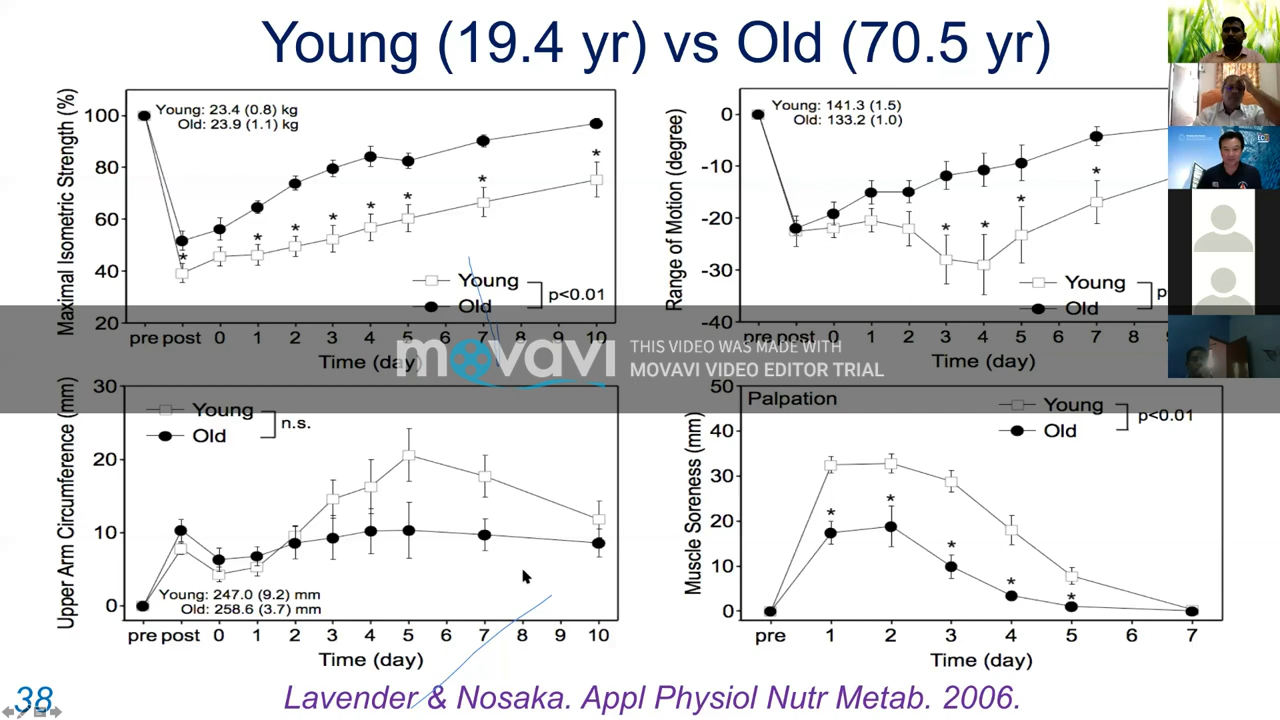 Young (19.4 yr) vs Old (70.5 yr)
Maximal Isometric Strength (%)
100
80
60
40
20
Young: 23.4 (0.8) kg
Old: 23.9 (1.1) kg
* * * * * * * *
Young
Old
p<0.01
pre post 0 1 2 3 4 5 6 7 8 9 10
Time (day)
Range of Motion (degree)
0
-10
-20
-30
-40
Young: 141.3 (1.5)
Old: 133.2 (1.0)
* * * *
Young
Old
pre post 0 1 2 3 4 5 6 7 8
Time (day)
movavi
THIS VIDEO WAS MADE WITH
MOVAVI VIDEO EDITOR TRIAL
Upper Arm Circumference (mm)
30
20
10
0
Young
Old
n.s.
Young: 247.0 (9.2) mm
Old: 258.6 (3.7) mm
pre post 0 1 2 3 4 5 6 7 8 9 10
Time (day)
Muscle Soreness (mm)
50
40
30
20
10
0
Palpation
Young
Old
p<0.01
* * * * *
pre 1 2 3 4 5 6 7
Time (day)
38
Lavender & Nosaka. Appl Physiol Nutr Metab. 2006.